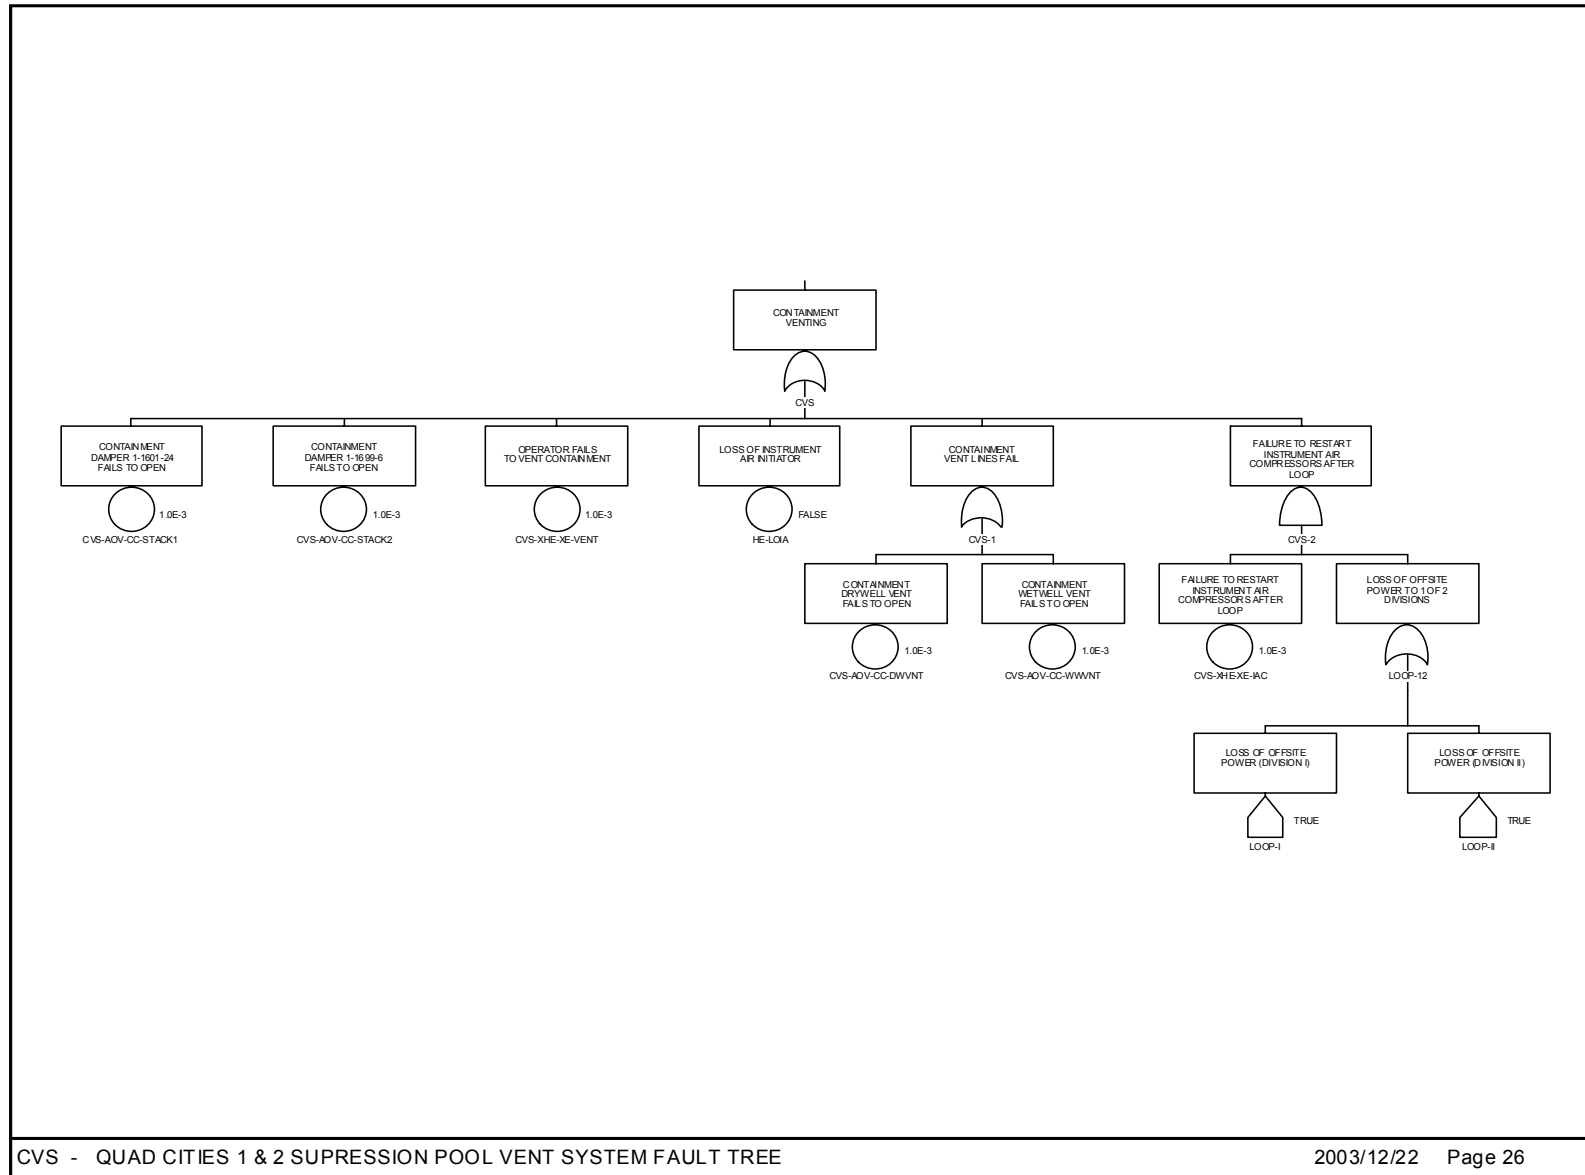 CONTAINMENT
VENTING
CVS
CONTAINMENT
DAMPER 1-1601-24
FAILS TO OPEN
1.0E-3
CVS-AOV-CC-STACK1
CONTAINMENT
DAMPER 1-1699-6
FAILS TO OPEN
1.0E-3
CVS-AOV-CC-STACK2
OPERATOR FAILS
TO VENT CONTAINMENT
1.0E-3
CVS-XHE-XE-VENT
LOSS OF INSTRUMENT
AIR INITIATOR
FALSE
HE-LOIA
CONTAINMENT
VENT LINES FAIL
CVS-1
FAILURE TO RESTART
INSTRUMENT AIR
COMPRESSORS AFTER
LOOP
CVS-2
CONTAINMENT
DRYWELL VENT
FAILS TO OPEN
1.0E-3
CVS-AOV-CC-DWVNT
CONTAINMENT
WETWELL VENT
FAILS TO OPEN
1.0E-3
CVS-AOV-CC-WWVNT
FAILURE TO RESTART
INSTRUMENT AIR
COMPRESSORS AFTER
LOOP
1.0E-3
CVS-XHE-XE-IAC
LOSS OF OFFSITE
POWER TO 1 OF 2
DIVISIONS
LOOP-12
LOSS OF OFFSITE
POWER (DIVISION I)
TRUE
LOOP-I
LOSS OF OFFSITE
POWER (DIVISION II)
TRUE
LOOP-II
CVS - QUAD CITIES 1 & 2 SUPRESSION POOL VENT SYSTEM FAULT TREE
2003/12/22 Page 26